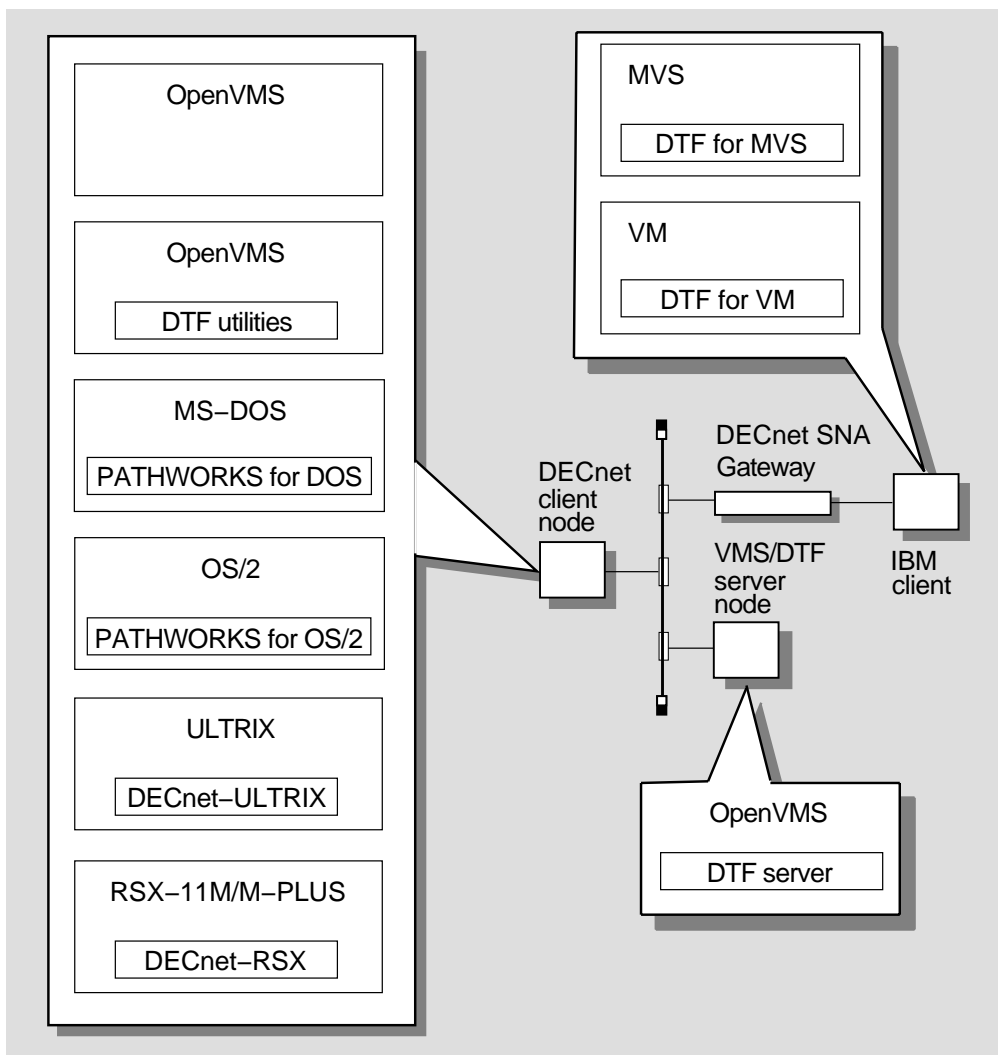 OpenVMS
OpenVMS
DTF utilities
MS–DOS
PATHWORKS for DOS
OS/2
PATHWORKS for OS/2
ULTRIX
DECnet–ULTRIX
RSX–11M/M–PLUS
DECnet–RSX
MVS
DTF for MVS
VM
DTF for VM
DECnet
client
node
DECnet SNA
Gateway
IBM
client
VMS/DTF
server
node
OpenVMS
DTF server